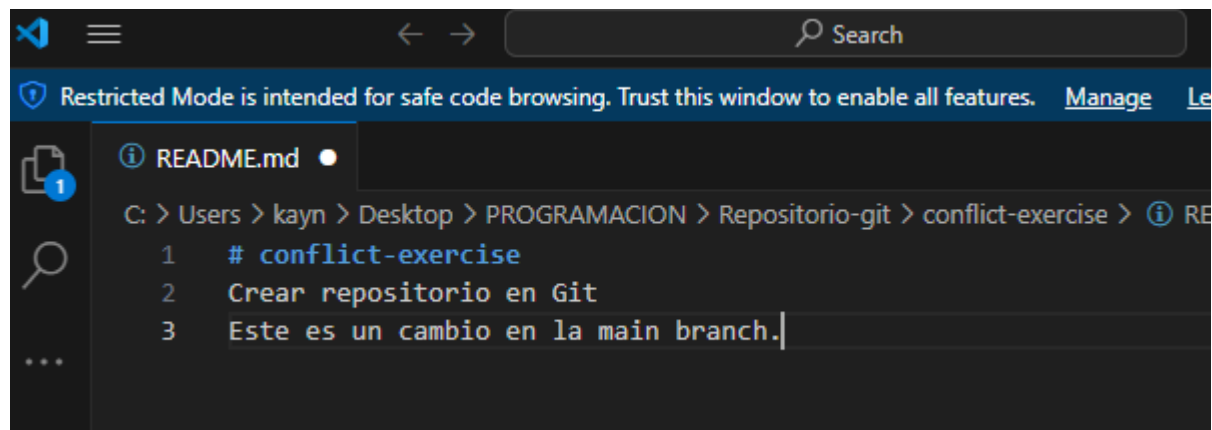 Search
Restricted Mode is intended for safe code browsing. Trust this window to enable all features. Manage
README.md
1
C: > Users > kayn > Desktop > PROGRAMACION > Repositorio-git > conflict-exercise >
1 # conflict-exercise
2 Crear repositorio en Git
3 Este es un cambio en la main branch.